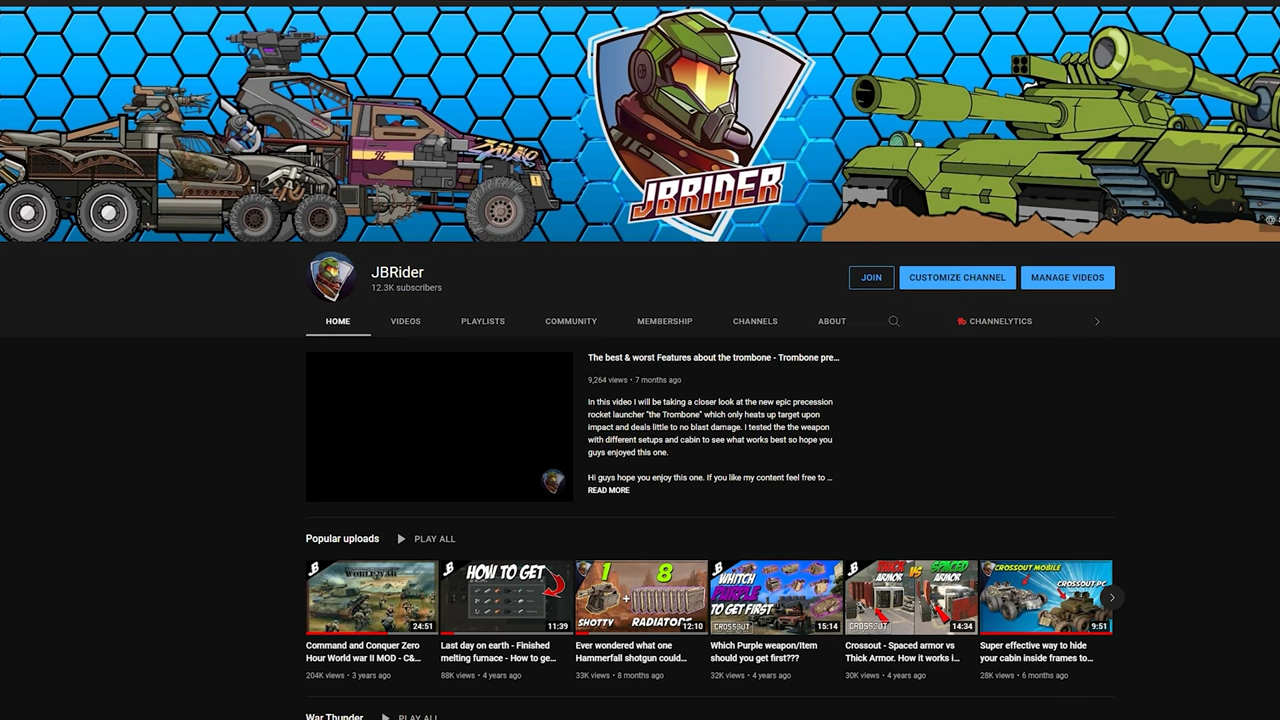 JBRIDER
JBRider
12.3K subscribers
JOIN
CUSTOMIZE CHANNEL
MANAGE VIDEOS
HOME
VIDEOS
PLAYLISTS
COMMUNITY
MEMBERSHIP
CHANNELS
ABOUT
CHANNELYTICS
The best & worst Features about the trombone - Trombone pre...
9,264 views • 7 months ago
In this video I will be taking a closer look at the new epic precession
rocket launcher "the Trombone" which only heats up target upon
impact and deals little to no blast damage. I tested the the weapon
with different setups and cabin to see what works best so hope you
guys enjoyed this one.
Hi guys hope you enjoy this one. If you like my content feel free to ...
READ MORE
Popular uploads
PLAY ALL
WORLD WAR
24:51
HOW TO GET
11:39
1
8
+
SHOTTY
RADIATOR
12:10
WHITCH
PURPLE
TO GET FIRST
CROSSOUT
15:14
THICK
ARMOR
VS
SPACED
ARMOR
CROSSOUT
14:34
CROSSOUT MOBILE
CROSSOUT PC
9:51
Command and Conquer Zero
Hour World war II MOD - C&...
204K views • 3 years ago
Last day on earth - Finished
melting furnace - How to ge...
88K views • 4 years ago
Ever wondered what one
Hammerfall shotgun could...
33K views • 8 months ago
Which Purple weapon/Item
should you get first???
32K views • 4 years ago
Crossout - Spaced armor vs
Thick Armor. How it works i...
30K views • 4 years ago
Super effective way to hide
your cabin inside frames to...
28K views • 6 months ago
War Thunder
PLAY ALL